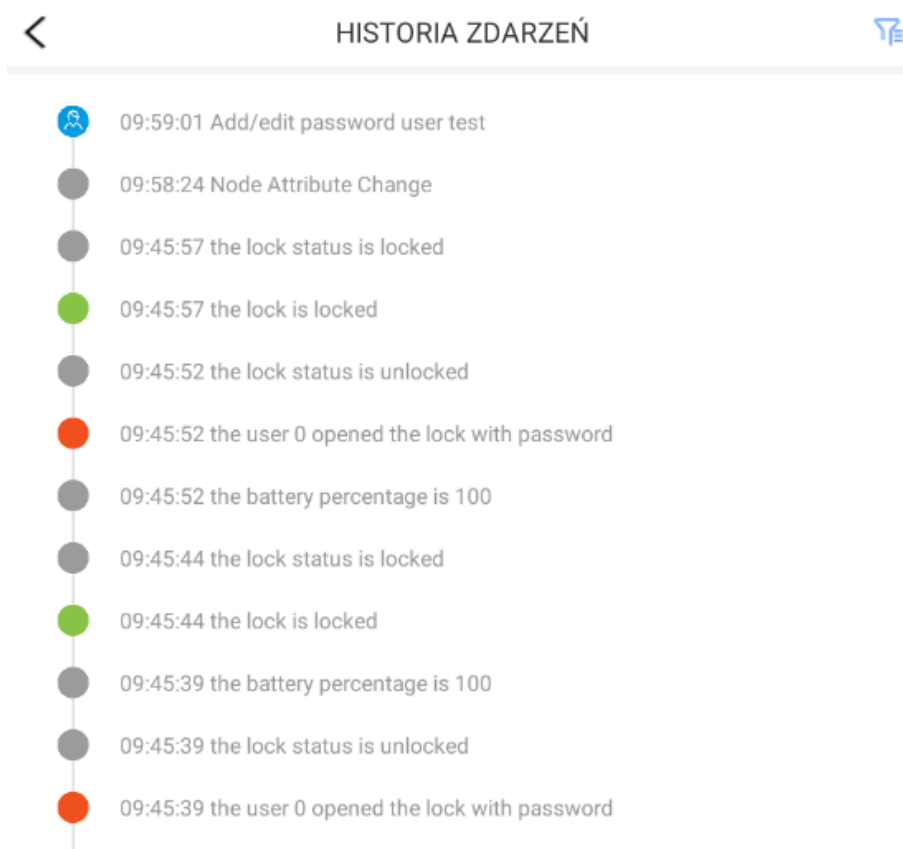 HISTORIA ZDARZEŃ
09:59:01 Add/edit password user test
09:58:24 Node Attribute Change
09:45:57 the lock status is locked
09:45:57 the lock is locked
09:45:52 the lock status is unlocked
09:45:52 the user 0 opened the lock with password
09:45:52 the battery percentage is 100
09:45:44 the lock status is locked
09:45:44 the lock is locked
09:45:39 the battery percentage is 100
09:45:39 the lock status is unlocked
09:45:39 the user 0 opened the lock with password